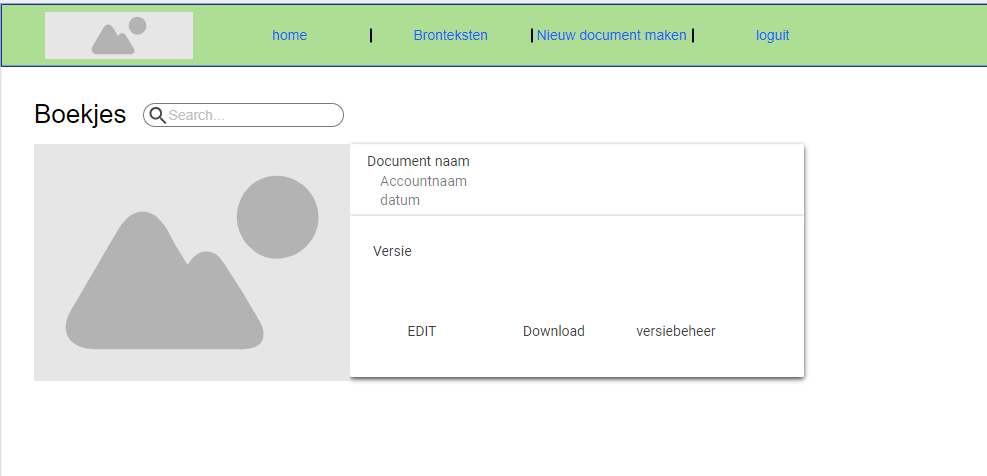 home | Bronteksten | Nieuw document maken | loguit
Boekjes Search...
Document naam
Accountnaam
datum
Versie
EDIT Download versiebeheer